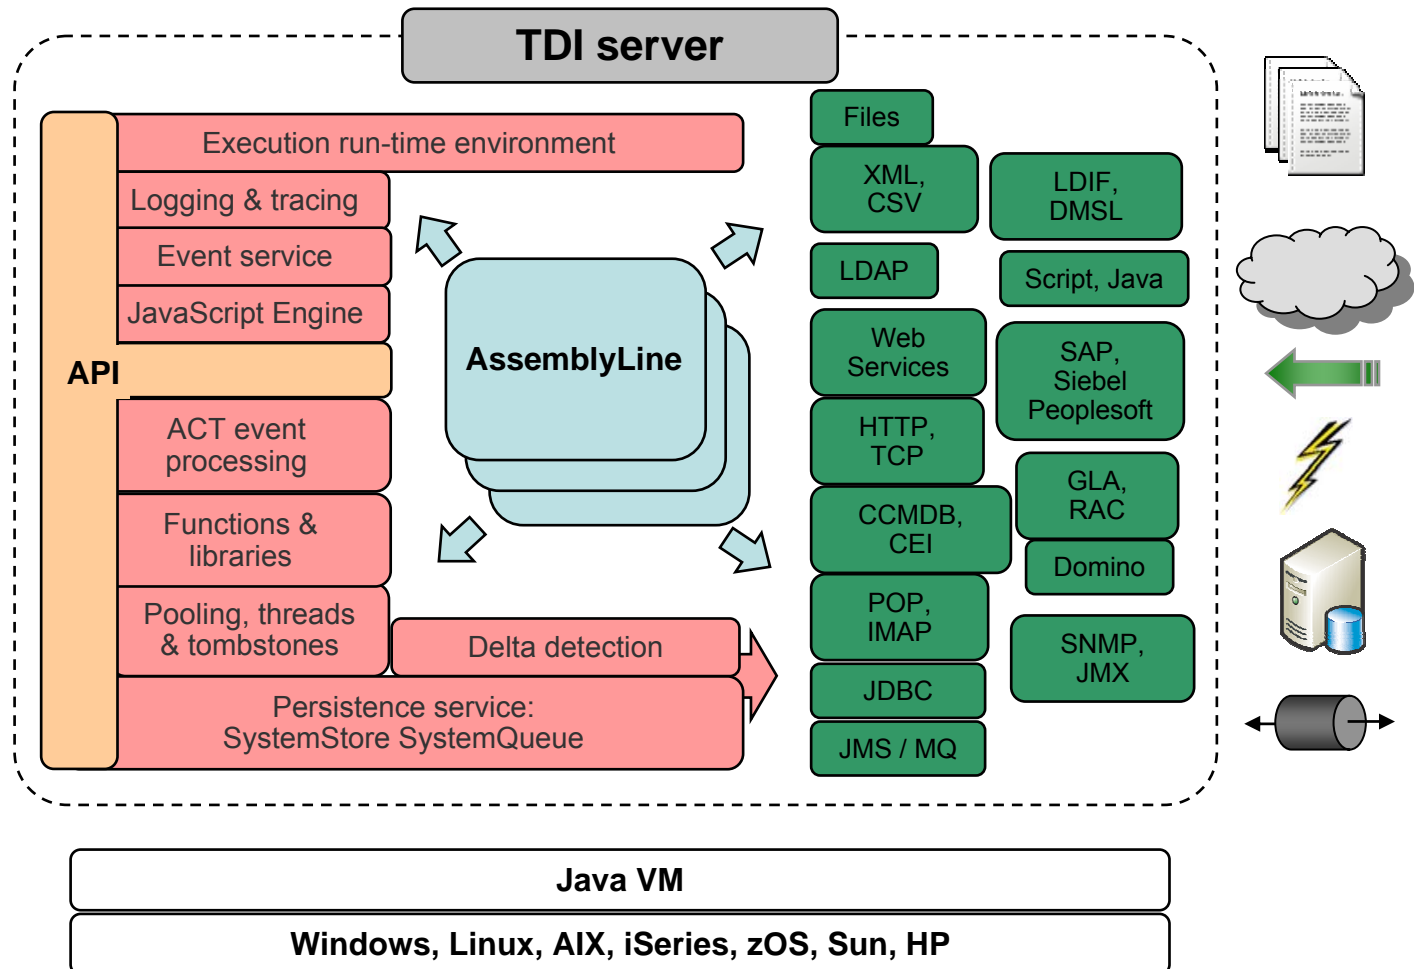 TDI server
Execution run-time environment
Logging & tracing
Event service
JavaScript Engine
API
ACT event
processing
Functions &
libraries
Pooling, threads
& tombstones
Delta detection
Persistence service:
SystemStore SystemQueue
AssemblyLine
Files
XML,
CSV
LDIF,
DMSL
LDAP
Script, Java
Web
Services
SAP,
Siebel
Peoplesoft
HTTP,
TCP
GLA,
RAC
CCMDB,
CEI
Domino
POP,
IMAP
SNMP,
JMX
JDBC
JMS / MQ
Java VM
Windows, Linux, AIX, iSeries, zOS, Sun, HP